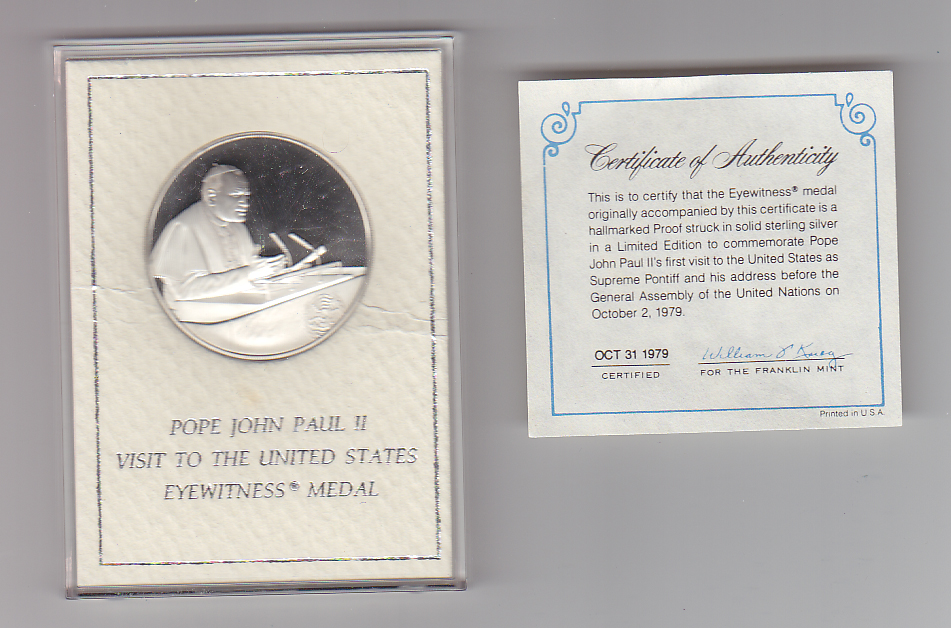 POPE JOHN PAUL II
VISIT TO THE UNITED STATES
EYEWITNESS® MEDAL
Certificate of Authenticity
This is to certify that the Eyewitness® medal
originally accompanied by this certificate is a
hallmarked Proof struck in solid sterling silver
in a Limited Edition to commemorate Pope
John Paul II's first visit to the United States as
Supreme Pontiff and his address before the
General Assembly of the United Nations on
October 2, 1979.
OCT 31 1979
CERTIFIED
William
FOR THE FRANKLIN MINT
Printed in U.S.A.